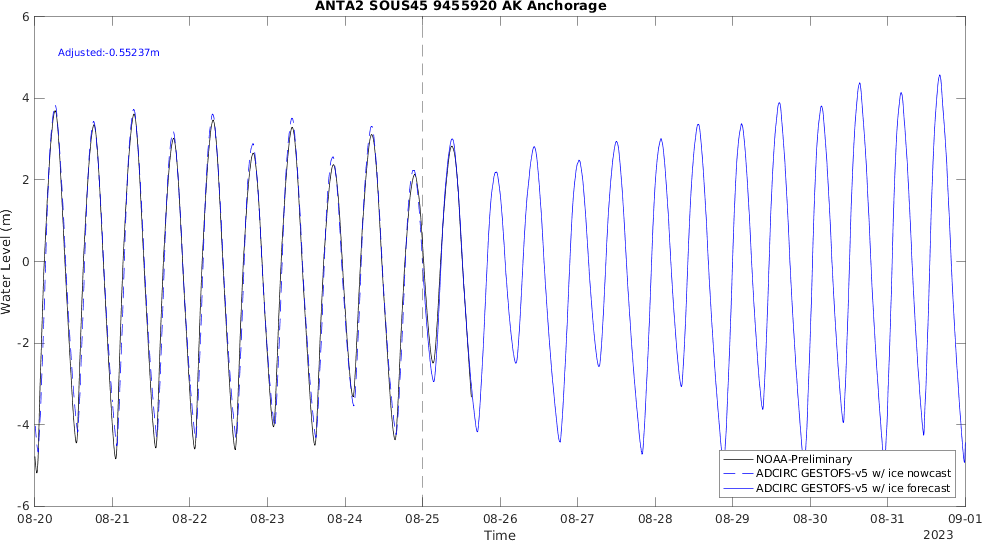 ANTA2 SOUS45 9455920 AK Anchorage
Adjusted:-0.55237m
6
4
2
0
-2
-4
-6
Water Level (m)
NOAA-Preliminary
ADCIRC GESTOFS-v5 w/ ice nowcast
ADCIRC GESTOFS-v5 w/ ice forecast
08-20 08-21 08-22 08-23 08-24 08-25 08-26 08-27 08-28 08-29 08-30 08-31 09-01
Time
2023